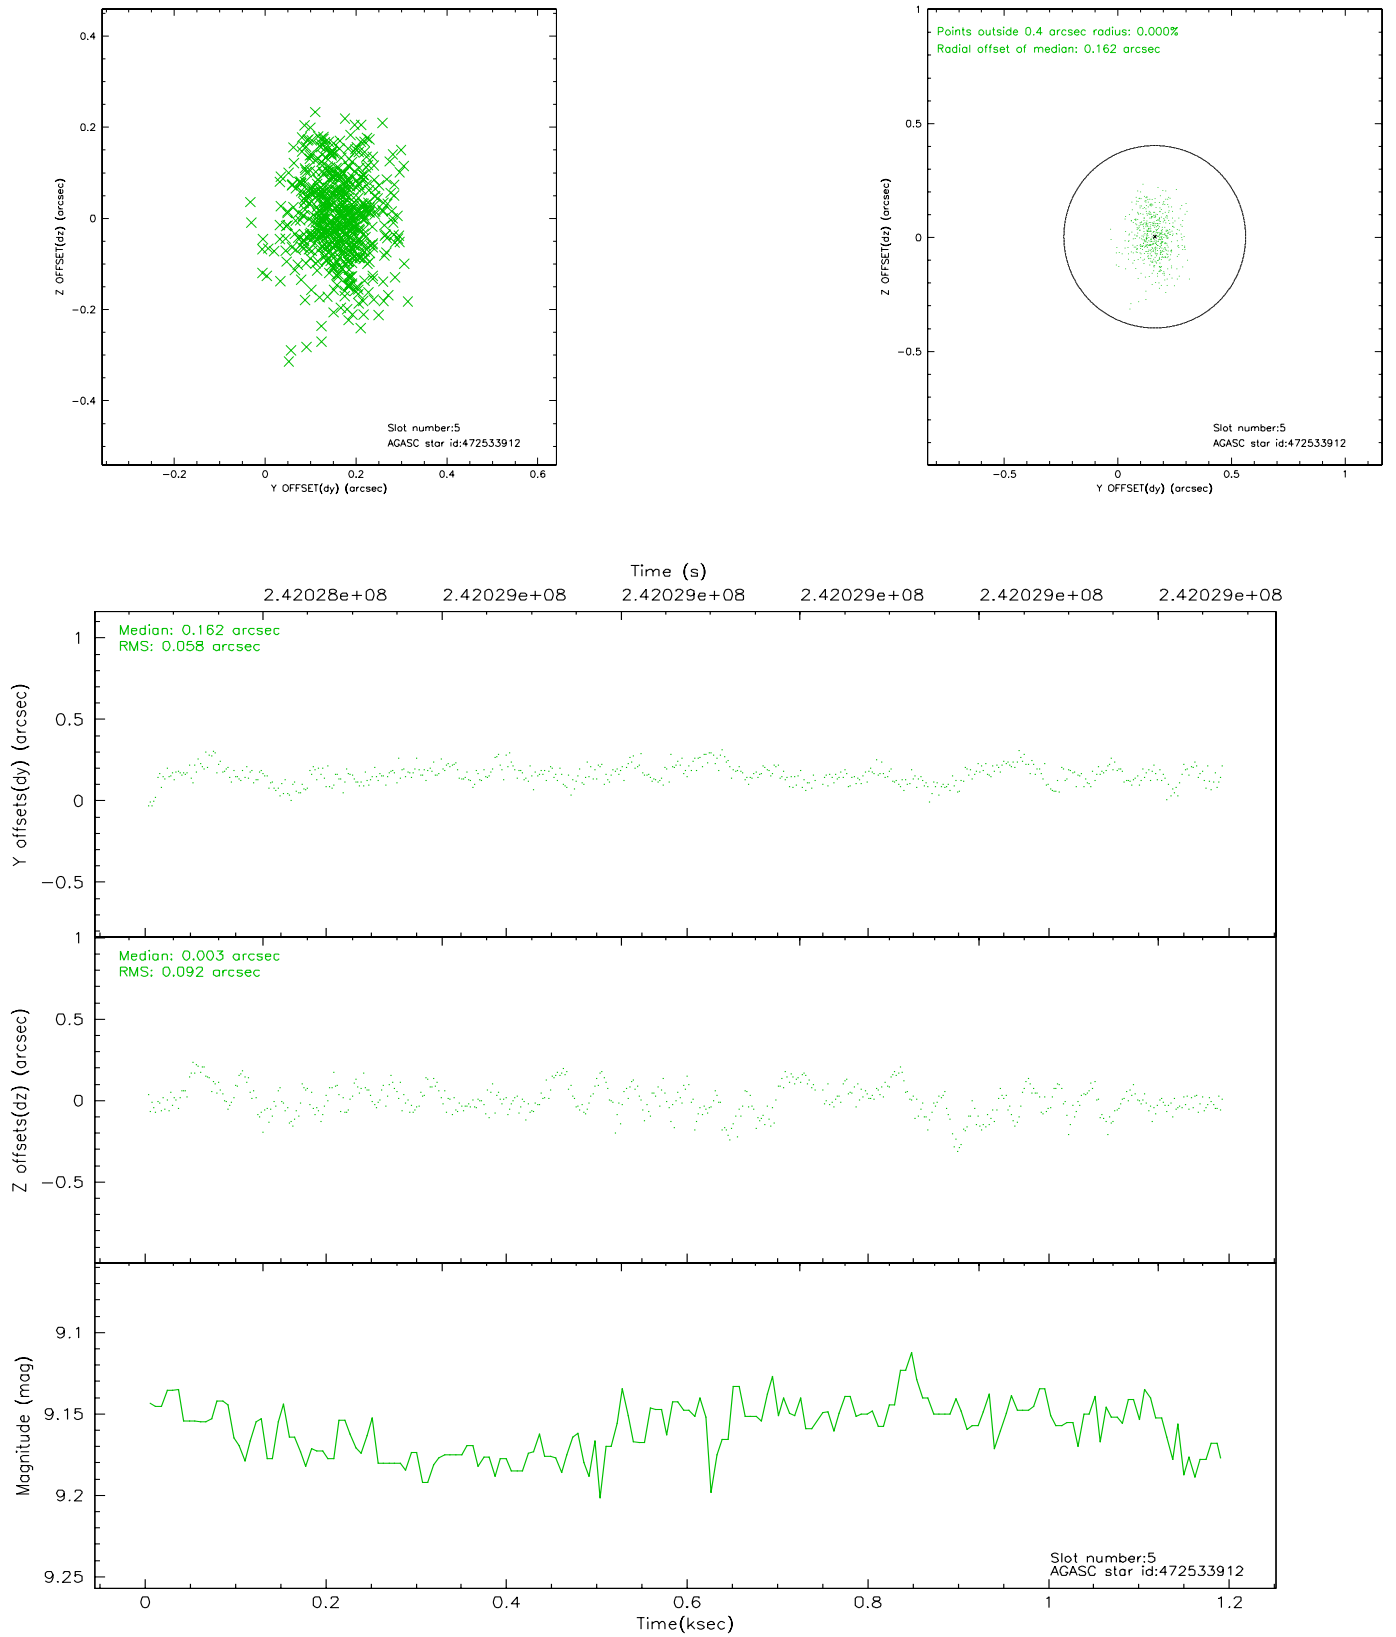 0.4
0.2
0
-0.2
-0.4
Z OFFSET(dz) (arcsec)
Slot number:5
AGASC star id:472533912
-0.2 0 0.2 0.4 0.6
Y OFFSET(dy) (arcsec)
Points outside 0.4 arcsec radius: 0.000%
Radial offset of median: 0.162 arcsec
1
0.5
0
-0.5
Z OFFSET(dz) (arcsec)
Slot number:5
AGASC star id:472533912
-0.5 0 0.5 1
Y OFFSET(dy) (arcsec)
Time (s)
2.42028e+08 2.42029e+08 2.42029e+08 2.42029e+08 2.42029e+08 2.42029e+08
Median: 0.162 arcsec
RMS: 0.058 arcsec
1
0.5
0
-0.5
Y offsets(dy) (arcsec)
Median: 0.003 arcsec
RMS: 0.092 arcsec
1
0.5
0
-0.5
Z offsets(dz) (arcsec)
9.1
9.15
9.2
9.25
Magnitude (mag)
Slot number:5
AGASC star id:472533912
0 0.2 0.4 0.6 0.8 1 1.2
Time(ksec)